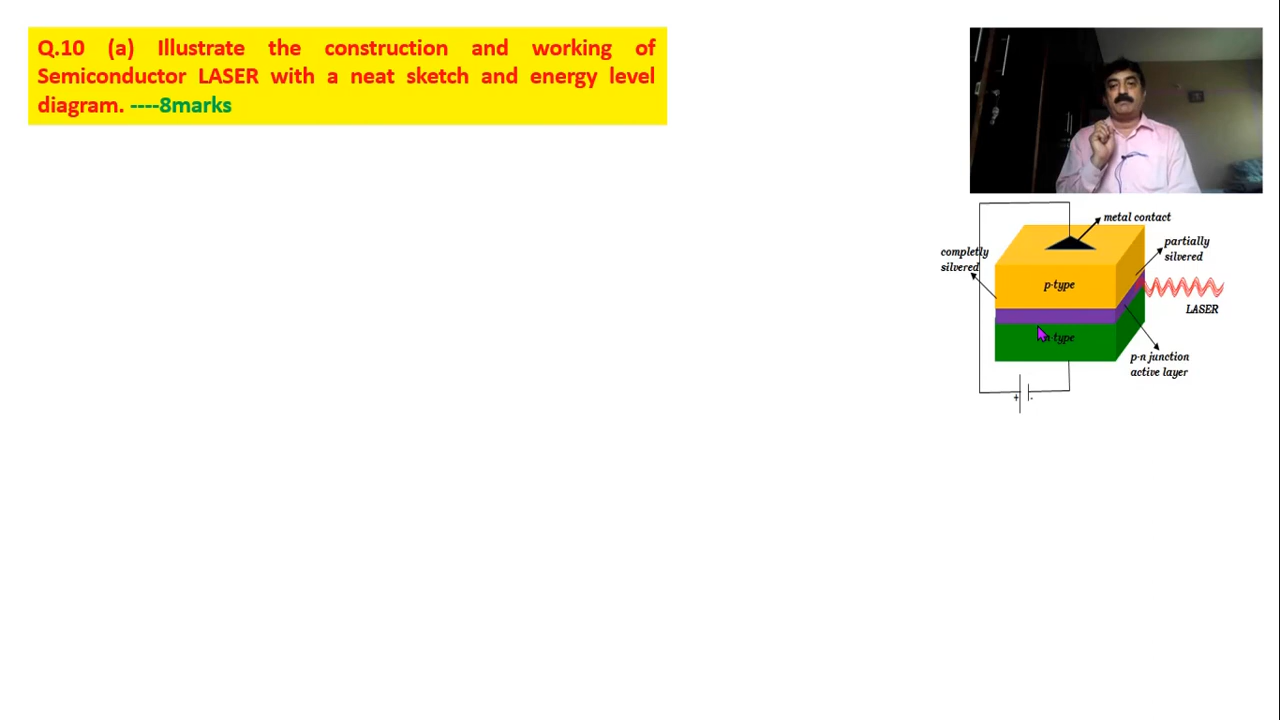 Q.10 (a) Illustrate the construction and working of
Semiconductor LASER with a neat sketch and energy level
diagram. ----8marks
metal contact
partially
silvered
completly
silvered
p-type
LASER
type
p-n junction
active layer
+
-